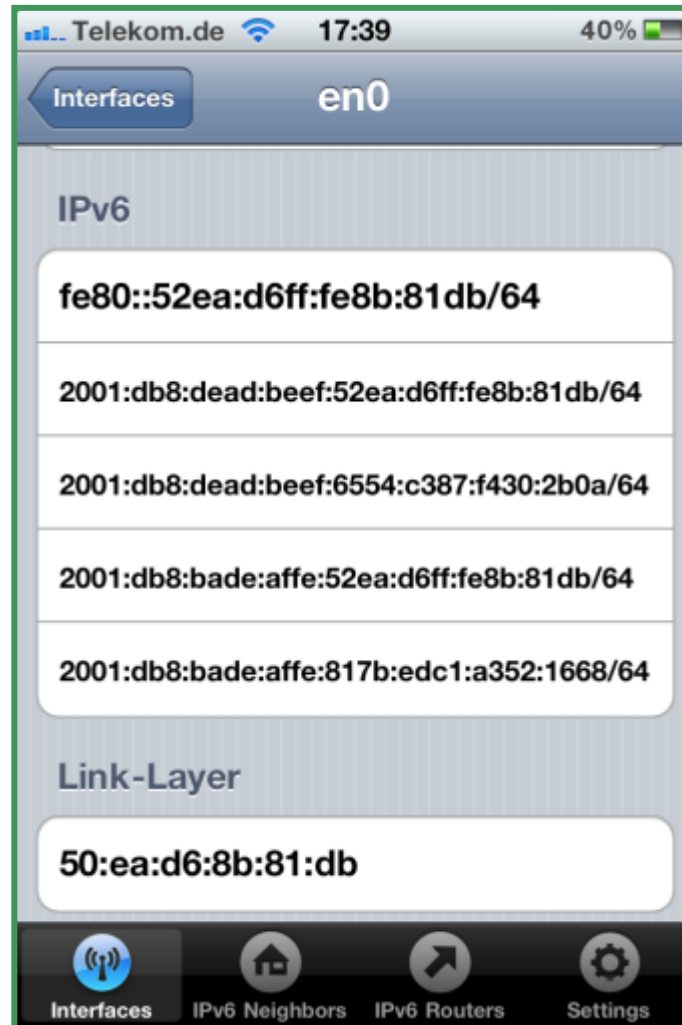 Telekom.de 17:39 40%
Interfaces en0
IPv6
fe80::52ea:d6ff:fe8b:81db/64
2001:db8:dead:beef:52ea:d6ff:fe8b:81db/64
2001:db8:dead:beef:6554:c387:f430:2b0a/64
2001:db8:bade:affe:52ea:d6ff:fe8b:81db/64
2001:db8:bade:affe:817b:edc1:a352:1668/64
Link-Layer
50:ea:d6:8b:81:db
Interfaces IPv6 Neighbors IPv6 Routers Settings